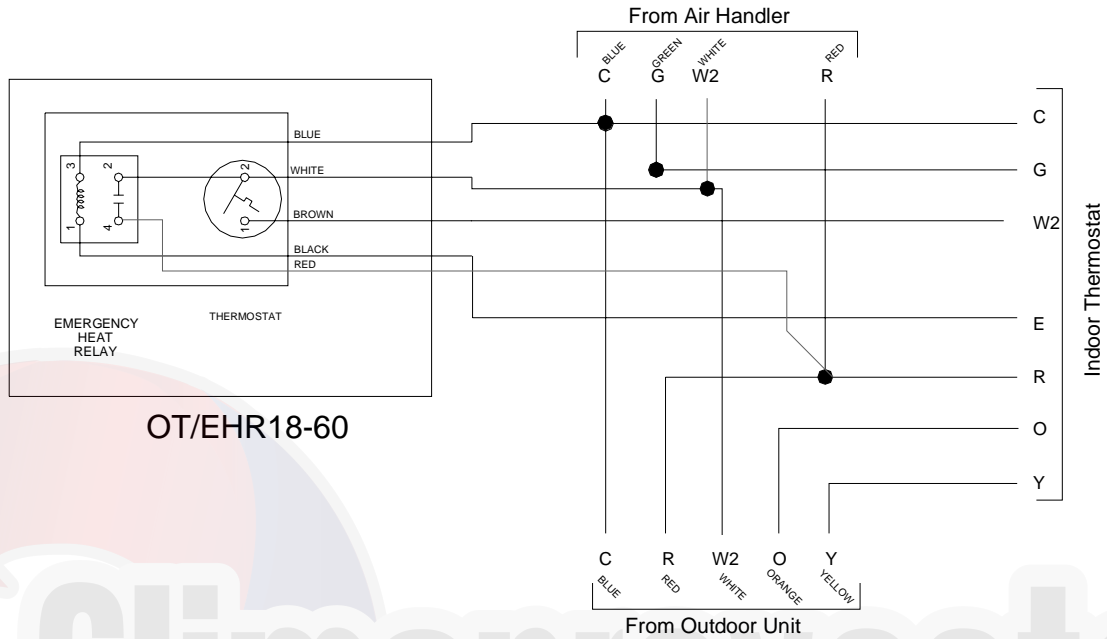 From Air Handler
BLUE
GREEN
WHITE
RED
C
G
W2
R
BLUE
WHITE
BROWN
BLACK
RED
3
2
1
4
2
1
EMERGENCY
HEAT
RELAY
THERMOSTAT
OT/EHR18-60
C
G
W2
E
R
O
Y
Indoor Thermostat
C
R
W2
O
Y
BLUE
RED
WHITE
ORANGE
YELLOW
From Outdoor Unit